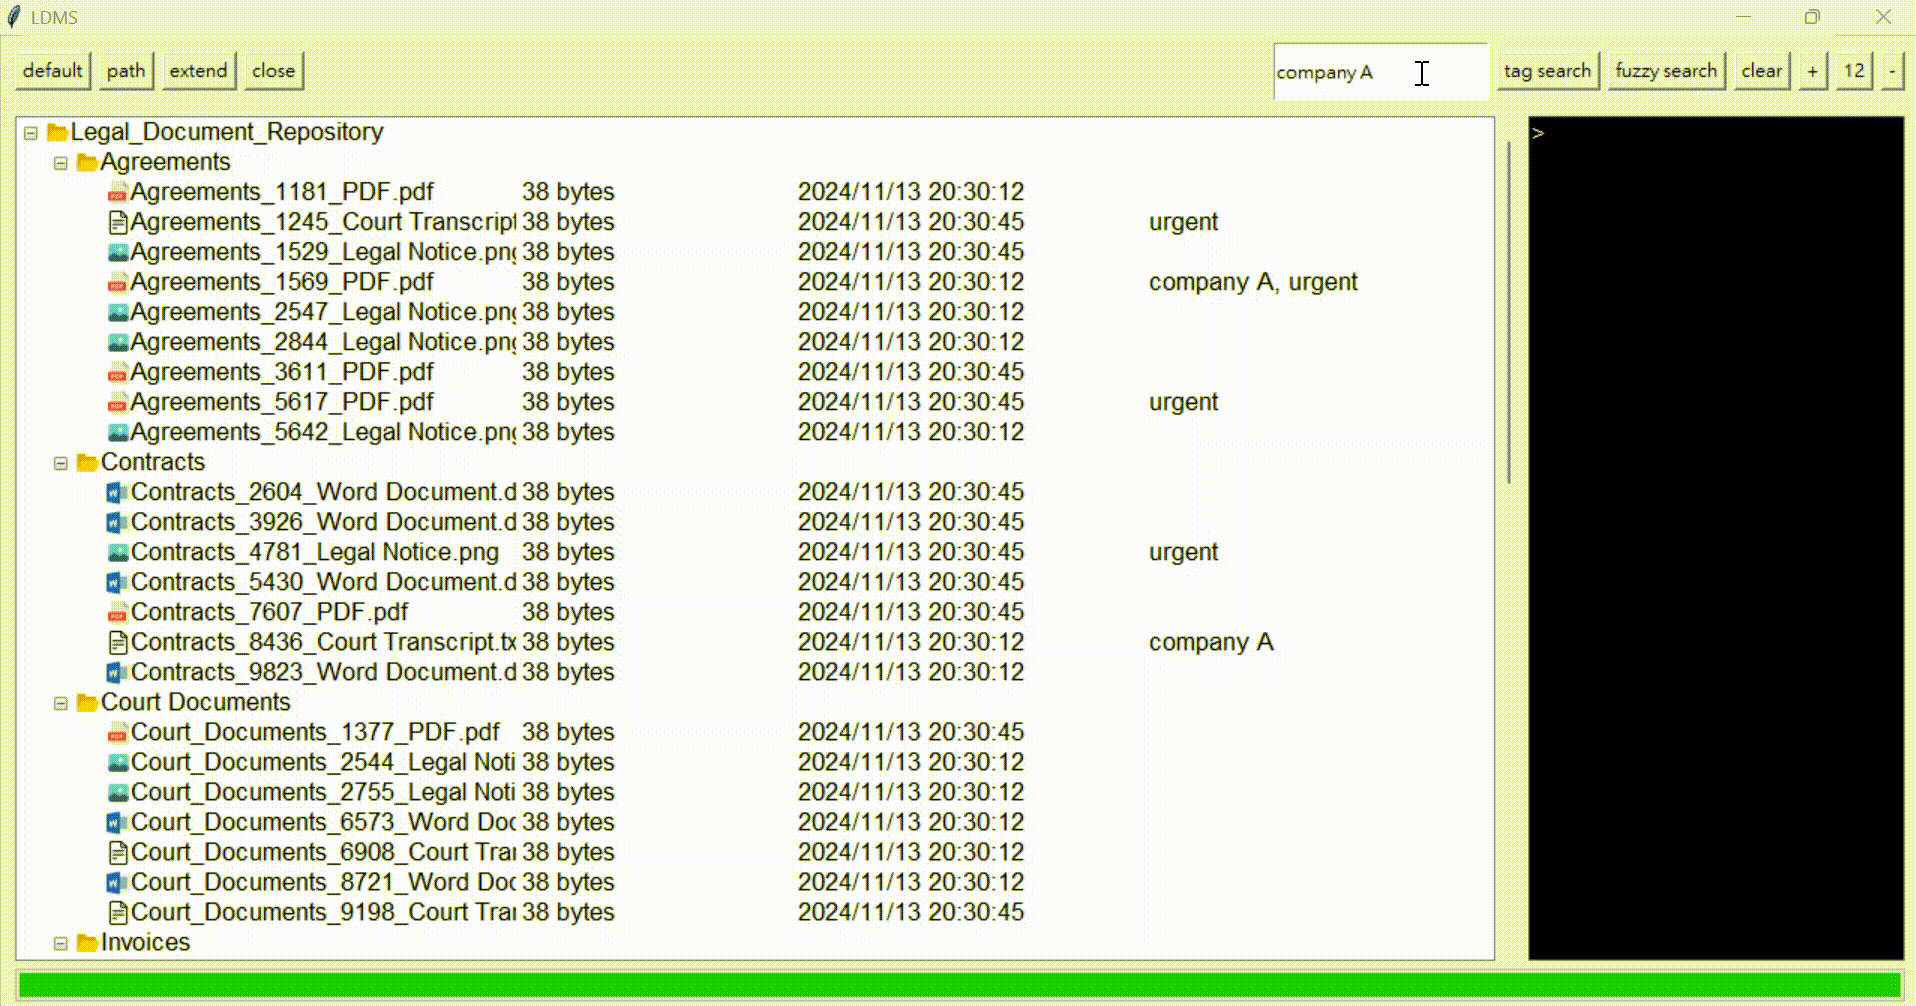 LDMS
default path extend close company A tag search fuzzy search clear + 12 -
Legal_Document_Repository
>
Agreements
Agreements_1181_PDF.pdf 38 bytes 2024/11/13 20:30:12
Agreements_1245_Court Transcript 38 bytes 2024/11/13 20:30:45 urgent
Agreements_1529_Legal Notice.png 38 bytes 2024/11/13 20:30:45
Agreements_1569_PDF.pdf 38 bytes 2024/11/13 20:30:12 company A, urgent
Agreements_2547_Legal Notice.png 38 bytes 2024/11/13 20:30:12
Agreements_2844_Legal Notice.png 38 bytes 2024/11/13 20:30:12
Agreements_3611_PDF.pdf 38 bytes 2024/11/13 20:30:45
Agreements_5617_PDF.pdf 38 bytes 2024/11/13 20:30:45 urgent
Agreements_5642_Legal Notice.png 38 bytes 2024/11/13 20:30:12
Contracts
Contracts_2604_Word Document.d 38 bytes 2024/11/13 20:30:45
Contracts_3926_Word Document.d 38 bytes 2024/11/13 20:30:45
Contracts_4781_Legal Notice.png 38 bytes 2024/11/13 20:30:45 urgent
Contracts_5430_Word Document.d 38 bytes 2024/11/13 20:30:45
Contracts_7607_PDF.pdf 38 bytes 2024/11/13 20:30:45
Contracts_8436_Court Transcript.tx 38 bytes 2024/11/13 20:30:12 company A
Contracts_9823_Word Document.d 38 bytes 2024/11/13 20:30:12
Court Documents
Court_Documents_1377_PDF.pdf 38 bytes 2024/11/13 20:30:45
Court_Documents_2544_Legal Noti 38 bytes 2024/11/13 20:30:12
Court_Documents_2755_Legal Noti 38 bytes 2024/11/13 20:30:12
Court_Documents_6573_Word Doc 38 bytes 2024/11/13 20:30:12
Court_Documents_6908_Court Trai 38 bytes 2024/11/13 20:30:12
Court_Documents_8721_Word Doc 38 bytes 2024/11/13 20:30:12
Court_Documents_9198_Court Trai 38 bytes 2024/11/13 20:30:45
Invoices